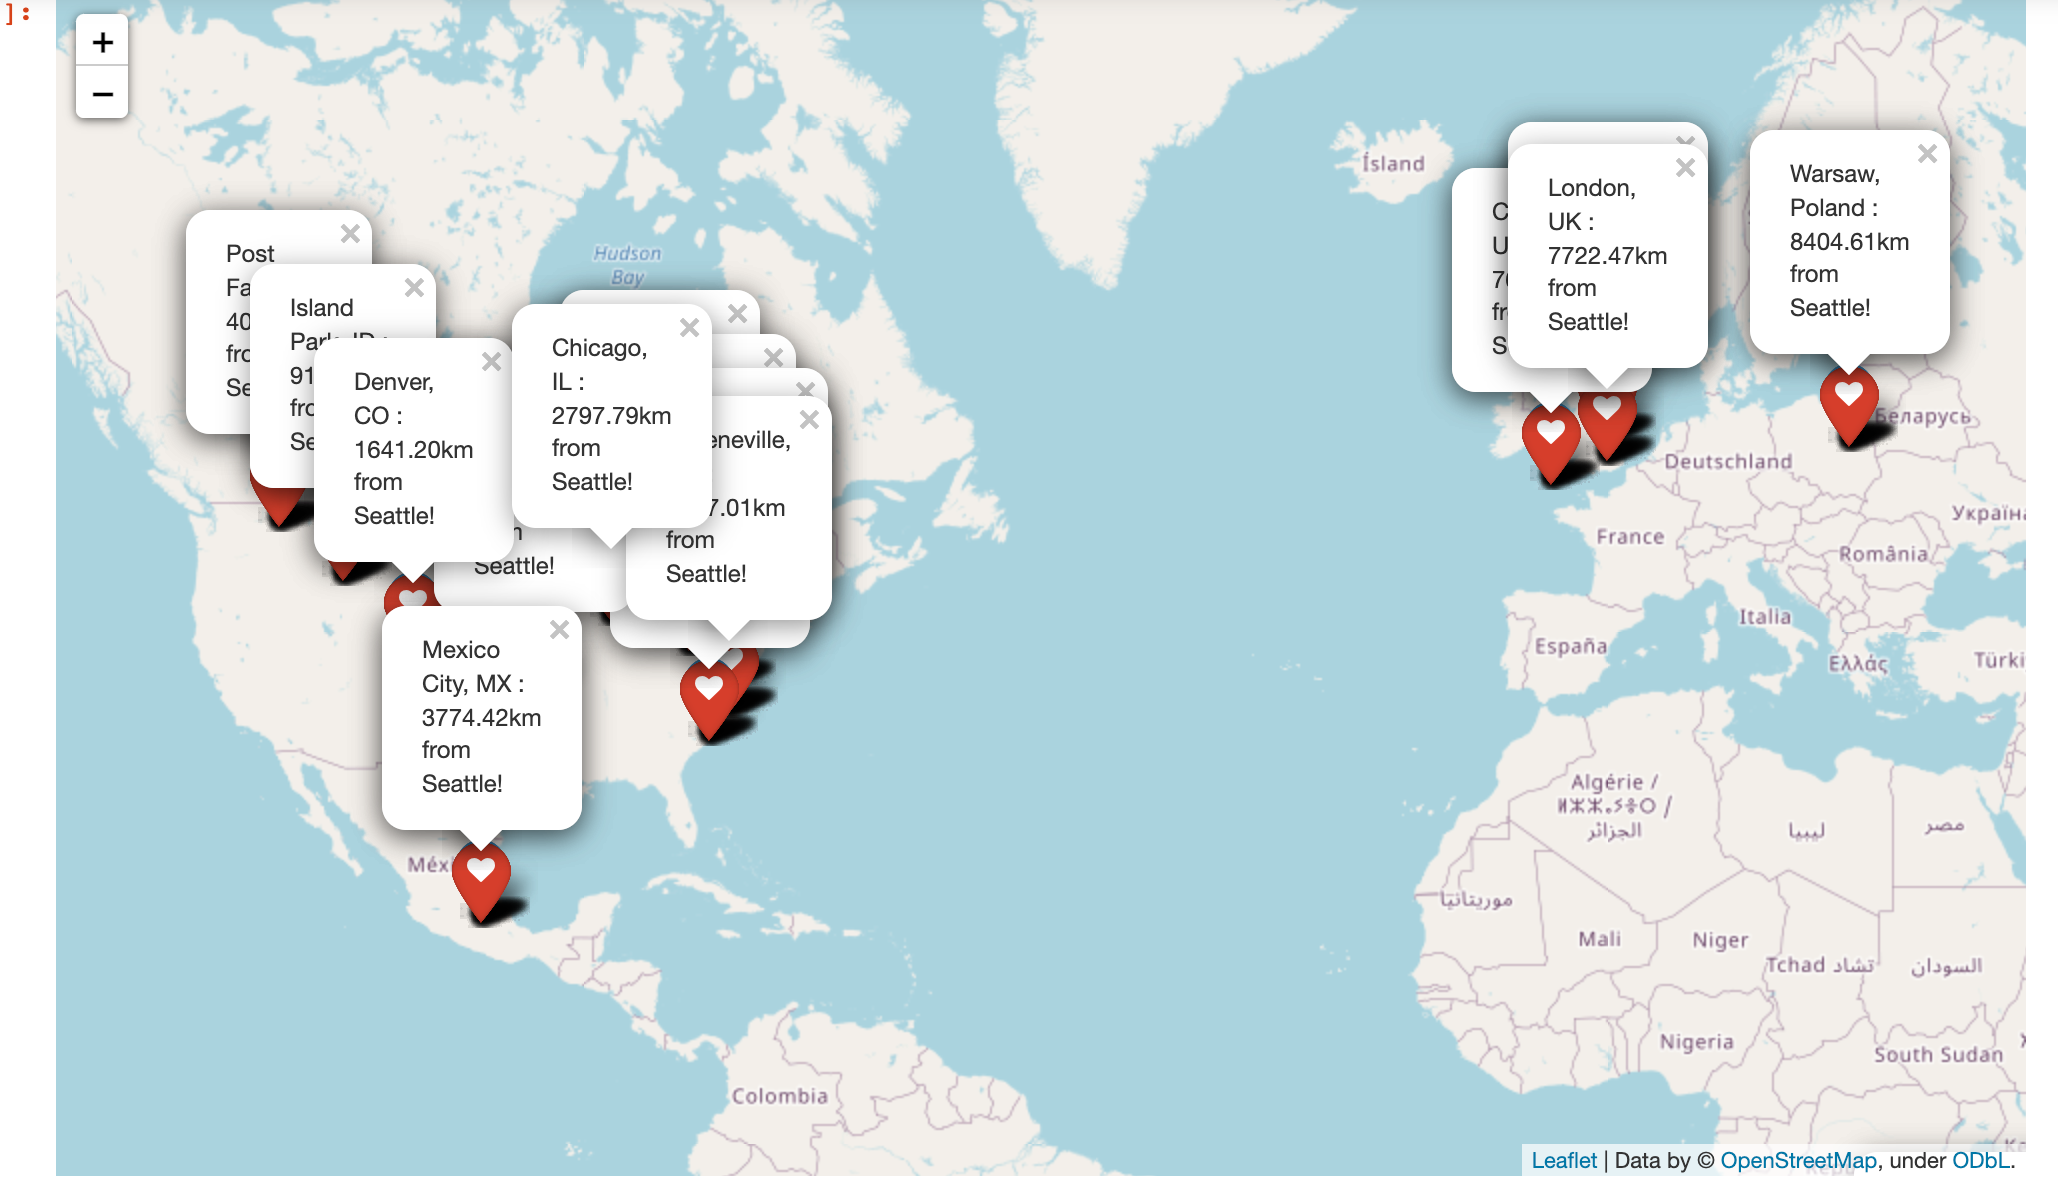 ]:
+
−
Post
Fa
40
fro
Se
Island
Park, ID :
91
fro
Se
Denver,
CO :
1641.20km
from
Seattle!
Chicago,
IL :
2797.79km
from
Seattle!
Seattle!
eneville,
7.01km
from
Seattle!
Mexico
City, MX :
3774.42km
from
Seattle!
C
U
fr
S
London,
UK :
7722.47km
from
Seattle!
Warsaw,
Poland :
8404.61km
from
Seattle!
Hudson
Bay
Ísland
Беларусь
Deutschland
Україна
France
România
Italia
España
Ελλάς
Türki
Algérie /
ⵍⵣⵣⴰⵢⴻⵔ /
الجزائر
ليبيا
مصر
موريتانيا
Mali
Niger
Tchad تشاد
السودان
Nigeria
South Sudan
Méx
Colombia
Leaflet | Data by © OpenStreetMap, under ODbL.